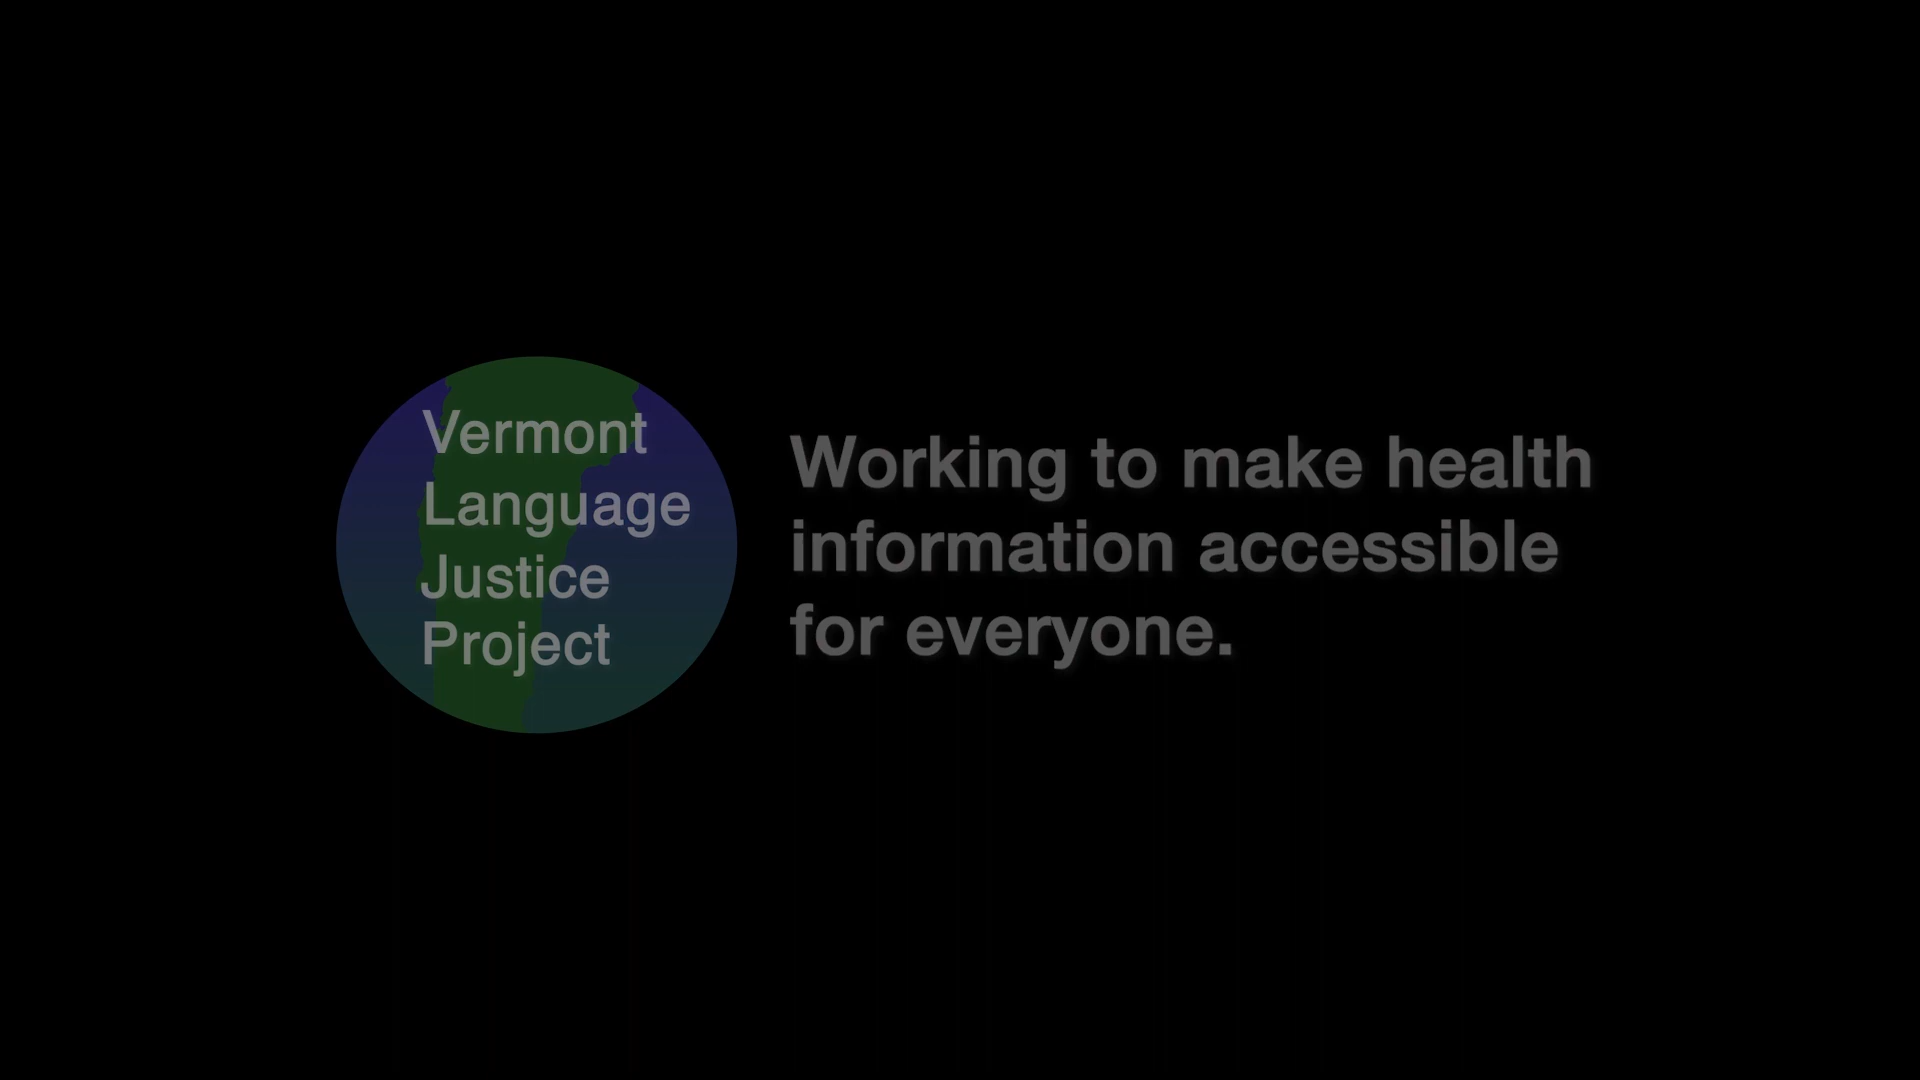 Vermont
Language
Justice
Project
Working to make health
information accessible
for everyone.